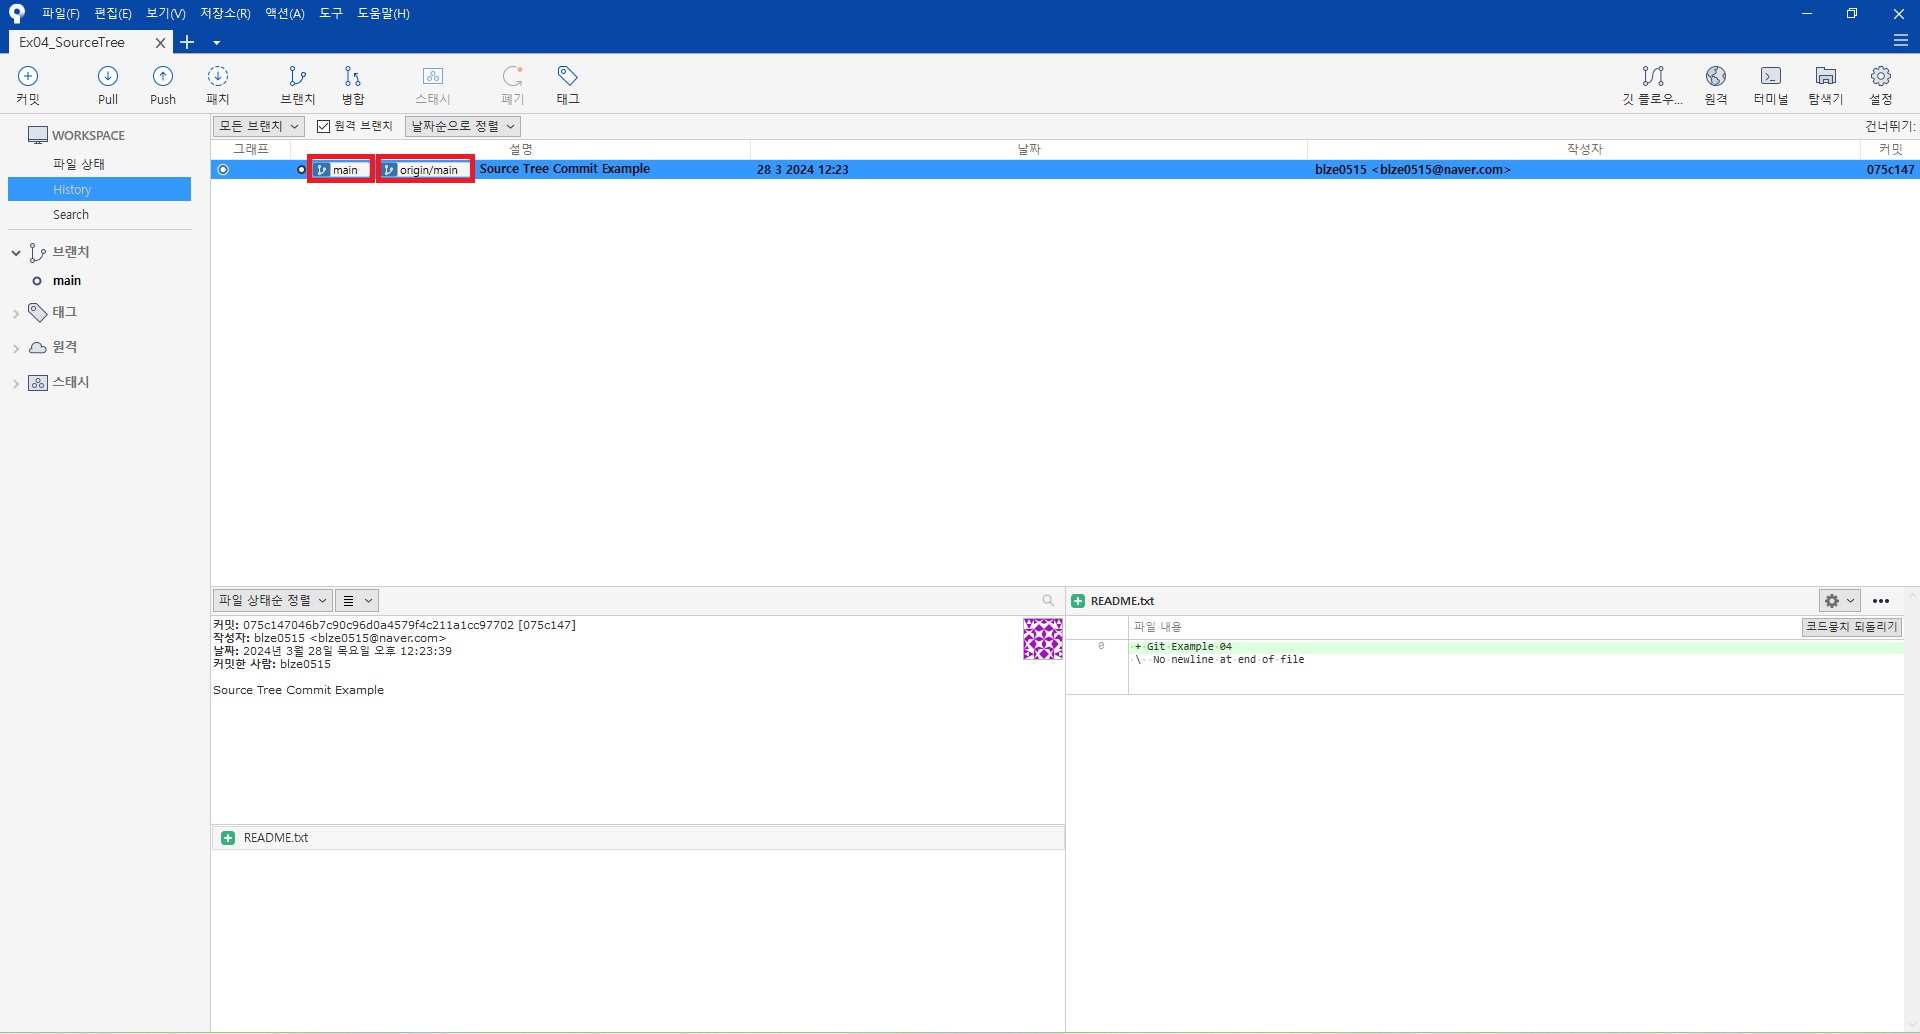 파일(F) 편집(E) 보기(V) 저장소(R) 액션(A) 도구 도움말(H)
Ex04_SourceTree
커밋 Pull Push 패치 브랜치 병합 스태시 폐기 태그 깃 플로우... 원격 터미널 탐색기 설정
WORKSPACE
파일 상태
History
Search
브랜치
main
태그
원격
스태시
모든 브랜치 원격 브랜치 날짜순으로 정렬 건너뛰기:
그래프 설명 날짜 작성자 커밋
main origin/main Source Tree Commit Example 28 3 2024 12:23 blze0515 <blze0515@naver.com> 075c147
파일 상태순 정렬
커밋: 075c147046b7c90c96d0a4579f4c211a1cc97702 [075c147]
작성자: blze0515 <blze0515@naver.com>
날짜: 2024년 3월 28일 목요일 오후 12:23:39
커밋한 사람: blze0515
Source Tree Commit Example
README.txt
README.txt
파일 내용 코드뭉치 되돌리기
0 + Git Example 04
\ No newline at end of file